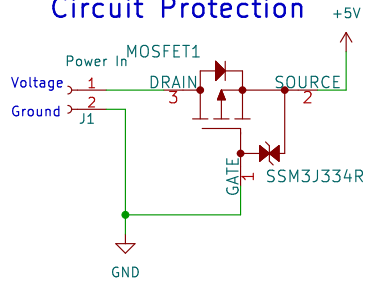 Circuit Protection
+5V
MOSFET1
Power In
Voltage 1
DRAIN SOURCE
3 2
Ground 2
J1
GATE 1
SSM3J334R
GND